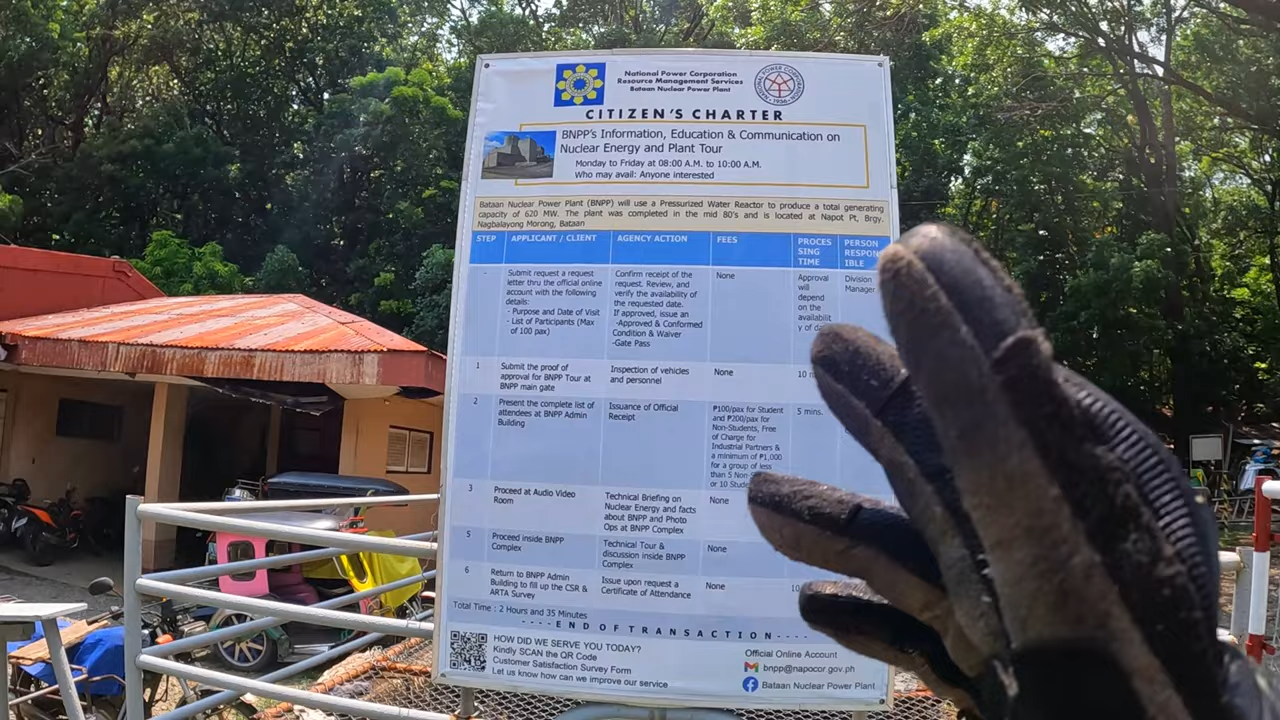 National Power Corporation
Resource Management Services
Bataan Nuclear Power Plant
NATIONAL POWER CORPORATION
1936
CITIZEN'S CHARTER
BNPP's Information, Education & Communication on
Nuclear Energy and Plant Tour
Monday to Friday at 08:00 A.M. to 10:00 A.M.
Who may avail: Anyone interested
Bataan Nuclear Power Plant (BNPP) will use a Pressurized Water Reactor to produce a total generating
capacity of 620 MW. The plant was completed in the mid 80's and is located at Napot Pt, Brgy.
Nagbalayong Morong, Bataan
STEP
APPLICANT / CLIENT
AGENCY ACTION
FEES
PROCES
SING
TIME
PERSON
RESPON
IBLE
-
Submit request a request
letter thru the official online
account with the following
details:
- Purpose and Date of Visit
- List of Participants (Max
of 100 pax)
Confirm receipt of the
request. Review, and
verify the availability of
the requested date.
If approved, issue an
-Approved & Conformed
Condition & Waiver
-Gate Pass
None
Approval
will
depend
on the
availabilit
y of
Division
Manager
1
Submit the proof of
approval for BNPP Tour at
BNPP main gate
Inspection of vehicles
and personnel
None
10
2
Present the complete list of
attendees at BNPP Admin
Building
Issuance of Official
Receipt
₱100/pax for Student
and ₱200/pax for
Non-Students, Free
of Charge for
Industrial Partners &
a minimum of ₱1,000
for a group of less
than 5 Non-
or 10
5 mins.
3
Proceed at Audio Video
Room
Technical Briefing on
Nuclear Energy and facts
about BNPP and Photo
Ops at BNPP Complex
None
5
Proceed inside BNPP
Complex
Technical Tour &
discussion inside BNPP
Complex
None
6
Return to BNPP Admin
Building to fill up the CSR &
ARTA Survey
Issue upon request a
Certificate of Attendance
None
10
Total Time : 2 Hours and 35 Minutes
----END OF TRANSACTION----
HOW DID WE SERVE YOU TODAY?
Kindly SCAN the QR Code
Customer Satisfaction Survey Form
Let us know how can we improve our service
Official Online Account
bnpp@napocor.gov.ph
Bataan Nuclear Power Plant